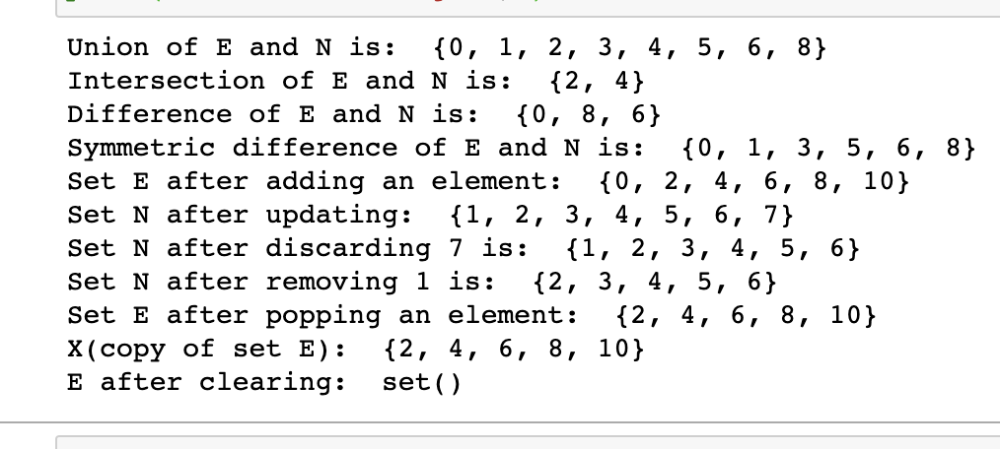 Union of E and N is:  {0, 1, 2, 3, 4, 5, 6, 8}
Intersection of E and N is:  {2, 4}
Difference of E and N is:  {0, 8, 6}
Symmetric difference of E and N is:  {0, 1, 3, 5, 6, 8}
Set E after adding an element:  {0, 2, 4, 6, 8, 10}
Set N after updating:  {1, 2, 3, 4, 5, 6, 7}
Set N after discarding 7 is:  {1, 2, 3, 4, 5, 6}
Set N after removing 1 is:  {2, 3, 4, 5, 6}
Set E after popping an element:  {2, 4, 6, 8, 10}
X(copy of set E):  {2, 4, 6, 8, 10}
E after clearing:  set()